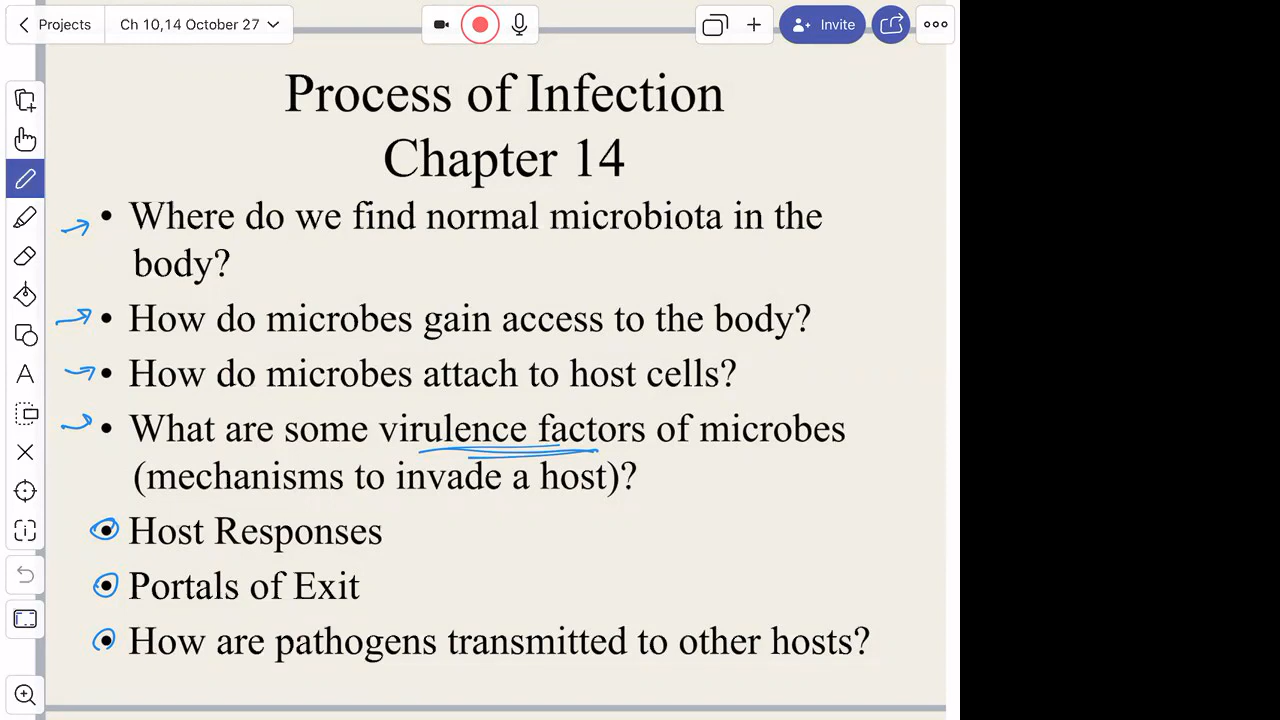 Projects
Ch 10,14 October 27
Invite
Process of Infection
Chapter 14
• Where do we find normal microbiota in the
body?
• How do microbes gain access to the body?
• How do microbes attach to host cells?
• What are some virulence factors of microbes
(mechanisms to invade a host)?
• Host Responses
• Portals of Exit
• How are pathogens transmitted to other hosts?